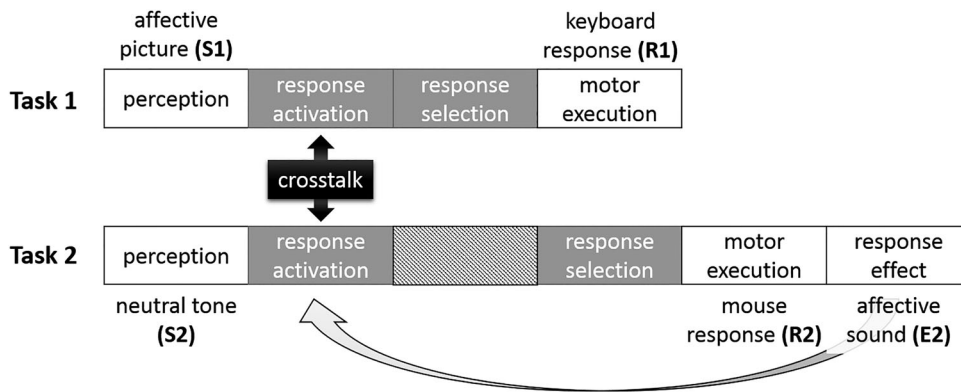 affective
picture (S1)
keyboard
response (R1)
Task 1
perception
response
activation
response
selection
motor
execution
crosstalk
Task 2
perception
response
activation
response
selection
motor
execution
response
effect
neutral tone
(S2)
mouse
response (R2)
affective
sound (E2)